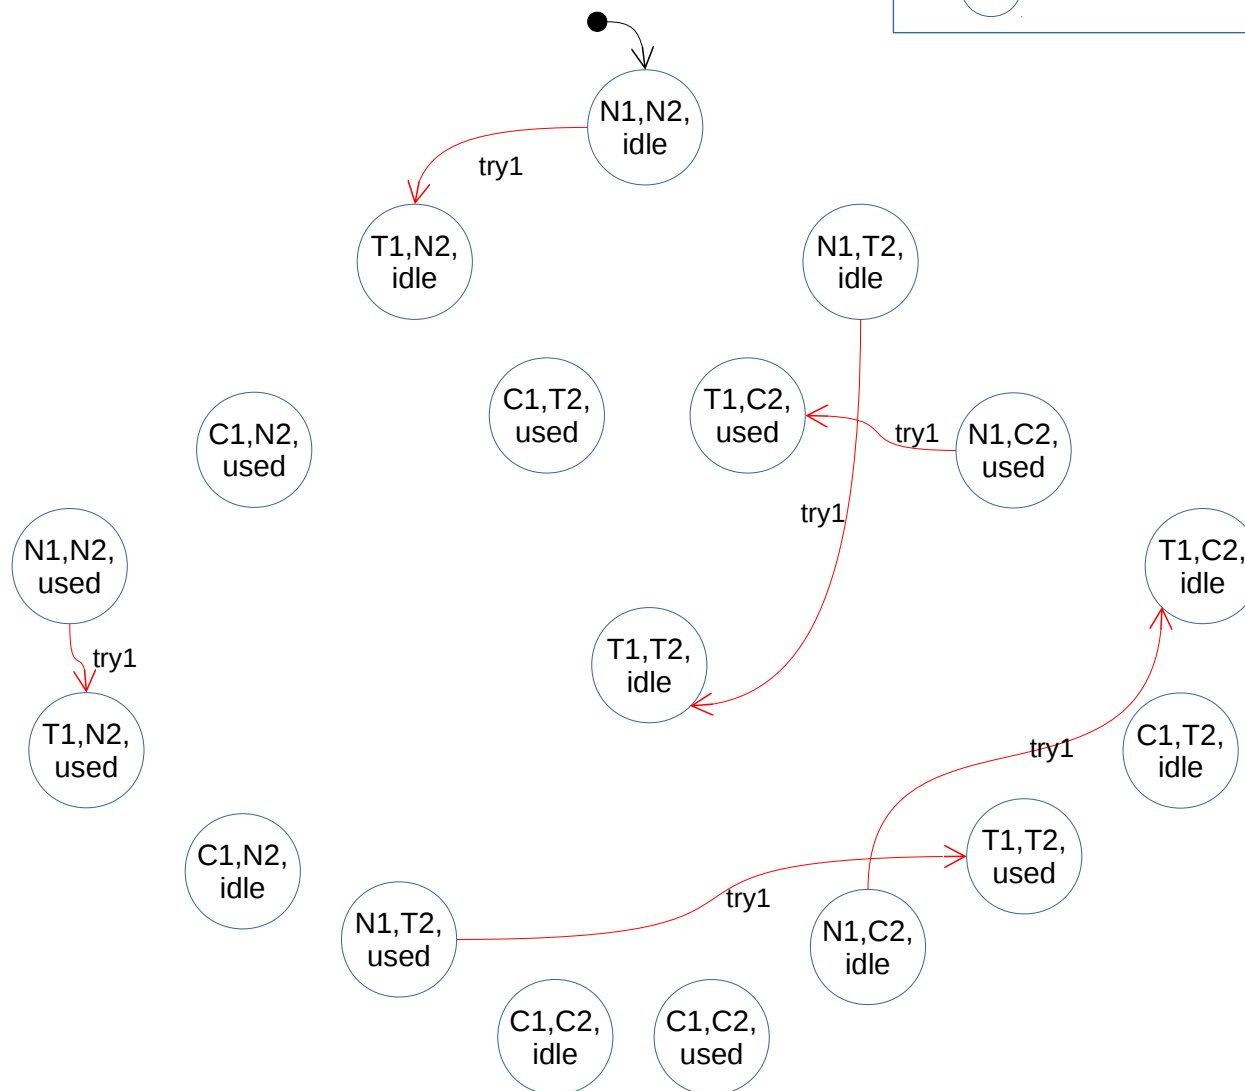 N1,N2,
idle
try1
T1,N2,
idle
N1,T2,
idle
C1,T2,
used
T1,C2,
used
C1,N2,
used
try1
N1,C2,
used
try1
N1,N2,
used
T1,C2,
idle
try1
T1,T2,
idle
T1,N2,
used
try1
C1,T2,
idle
C1,N2,
idle
T1,T2,
used
try1
N1,T2,
used
N1,C2,
idle
C1,C2,
idle
C1,C2,
used